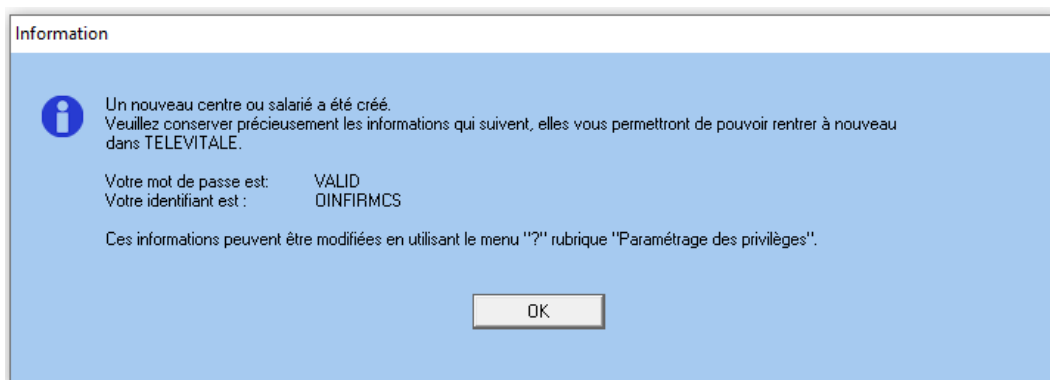 Information
Un nouveau centre ou salarié a été créé.
Veuillez conserver précieusement les informations qui suivent, elles vous permettront de pouvoir rentrer à nouveau
dans TELEVITALE.
Votre mot de passe est: VALID
Votre identifiant est : OINFIRMCS
Ces informations peuvent être modifiées en utilisant le menu "?" rubrique "Paramétrage des privilèges".
OK